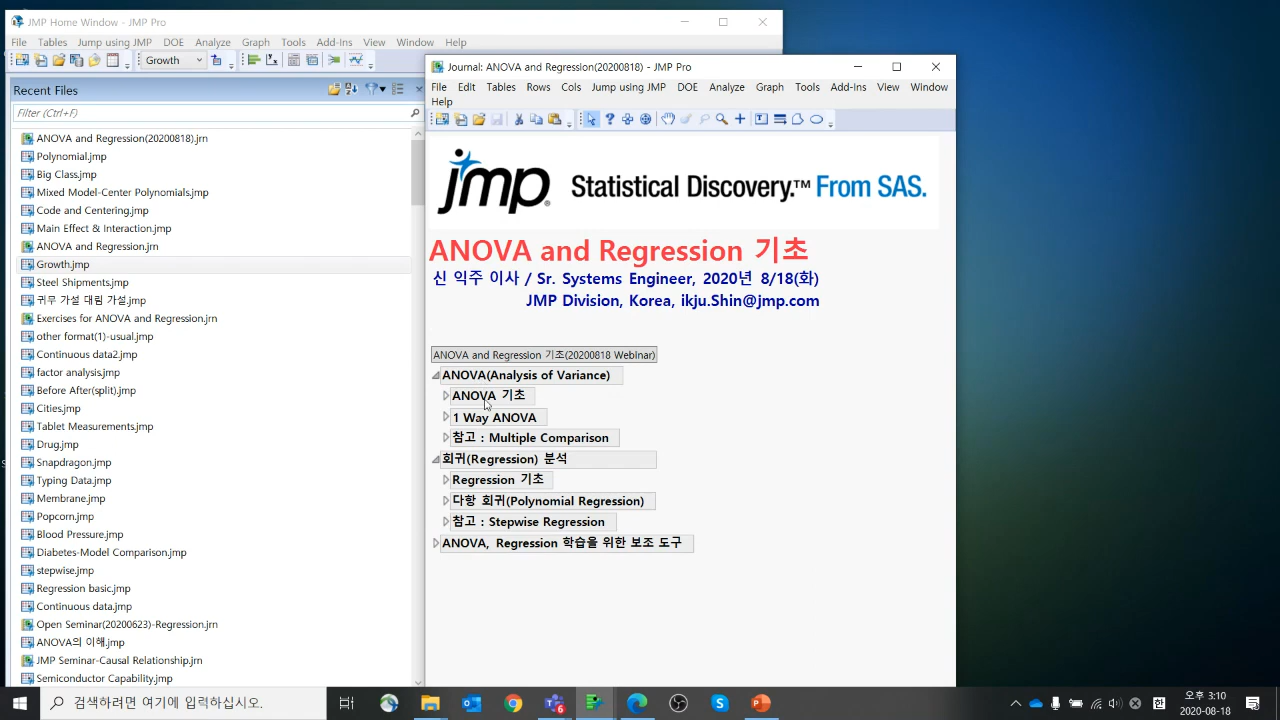 JMP Home Window - JMP Pro
File Tables Jump using JMP DOE Analyze Graph Tools Add-Ins View Window Help
Growth
Recent Files
Filter (Ctrl+F)
ANOVA and Regression(20200818).jrn
Polynomial.jmp
Big Class.jmp
Mixed Model-Center Polynomials.jmp
Code and Centering.jmp
Main Effect & Interaction.jmp
ANOVA and Regression.jrn
Growth.jmp
Steel Shipments.jmp
귀무 가설 대립 가설.jmp
Exercises for ANOVA and Regression.jrn
other format(1)-usual.jmp
Continuous data2.jmp
factor analysis.jmp
Before After(split).jmp
Cities.jmp
Tablet Measurements.jmp
Drug.jmp
Snapdragon.jmp
Typing Data.jmp
Membrane.jmp
Popcorn.jmp
Blood Pressure.jmp
Diabetes-Model Comparison.jmp
stepwise.jmp
Regression basic.jmp
Continuous data.jmp
Open Seminar(20200623)-Regression.jrn
ANOVA의 이해.jmp
JMP Seminar-Causal Relationship.jrn
Semiconductor Capability.jmp
Journal: ANOVA and Regression(20200818) - JMP Pro
File Edit Tables Rows Cols Jump using JMP DOE Analyze Graph Tools Add-Ins View Window
Help
jmp Statistical Discovery.™ From SAS.
ANOVA and Regression 기초
신 익주 이사 / Sr. Systems Engineer, 2020년 8/18(화)
JMP Division, Korea, ikju.Shin@jmp.com
ANOVA and Regression 기초(20200818 Webinar)
ANOVA(Analysis of Variance)
ANOVA 기초
1 Way ANOVA
참고 : Multiple Comparison
회귀(Regression) 분석
Regression 기초
다항 회귀(Polynomial Regression)
참고 : Stepwise Regression
ANOVA, Regression 학습을 위한 보조 도구
검색하려면 여기에 입력하십시오.
한
오후 3:10
2020-08-18